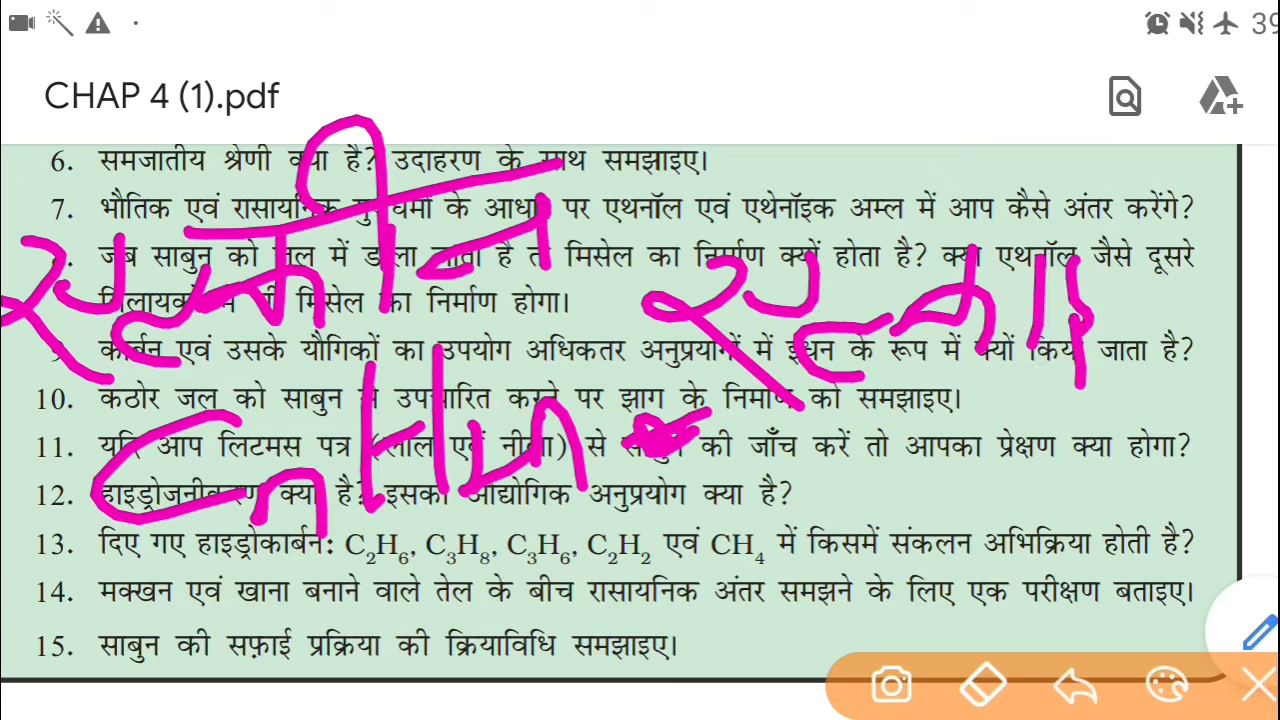 39
CHAP 4 (1).pdf
6. समजातीय श्रेणी क्या है? उदाहरण के साथ समझाइए।
7. भौतिक एवं रासायनिक गुणधर्मों के आधार पर एथनॉल एवं एथेनॉइक अम्ल में आप कैसे अंतर करेंगे?
जब साबुन को जल में डाला जाता है तो मिसेल का निर्माण क्यों होता है? क्या एथनॉल जैसे दूसरे
विलायकों में भी मिसेल का निर्माण होगा।
9. कार्बन एवं उसके यौगिकों का उपयोग अधिकतर अनुप्रयोगों में ईंधन के रूप में क्यों किया जाता है?
10. कठोर जल को साबुन से उपचारित करने पर झाग के निर्माण को समझाइए।
11. यदि आप लिटमस पत्र (लाल एवं नीला) से साबुन की जाँच करें तो आपका प्रेक्षण क्या होगा?
12. हाइड्रोजनीकरण क्या है? इसका औद्योगिक अनुप्रयोग क्या है?
13. दिए गए हाइड्रोकार्बन: C₂H₆, C₃H₈, C₃H₆, C₂H₂ एवं CH₄ में किसमें संकलन अभिक्रिया होती है?
14. मक्खन एवं खाना बनाने वाले तेल के बीच रासायनिक अंतर समझने के लिए एक परीक्षण बताइए।
15. साबुन की सफ़ाई प्रक्रिया की क्रियाविधि समझाइए।